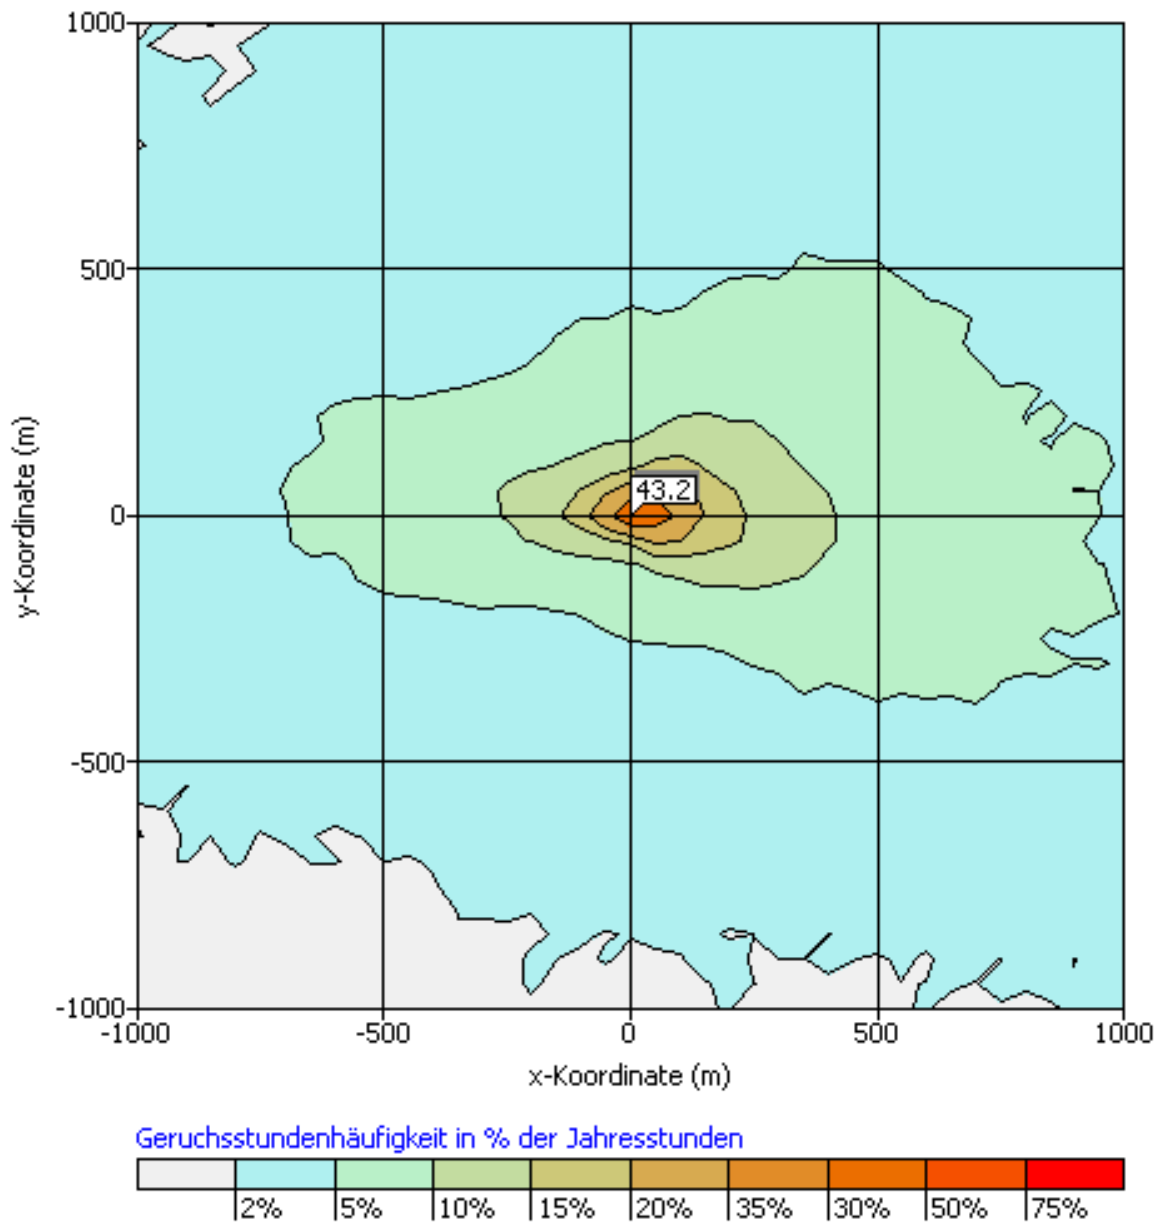 1000
500
43.2
0
-500
-1000
-1000 -500 0 500 1000
y-Koordinate (m)
x-Koordinate (m)
Geruchsstundenhäufigkeit in % der Jahresstunden
2% 5% 10% 15% 20% 35% 30% 50% 75%